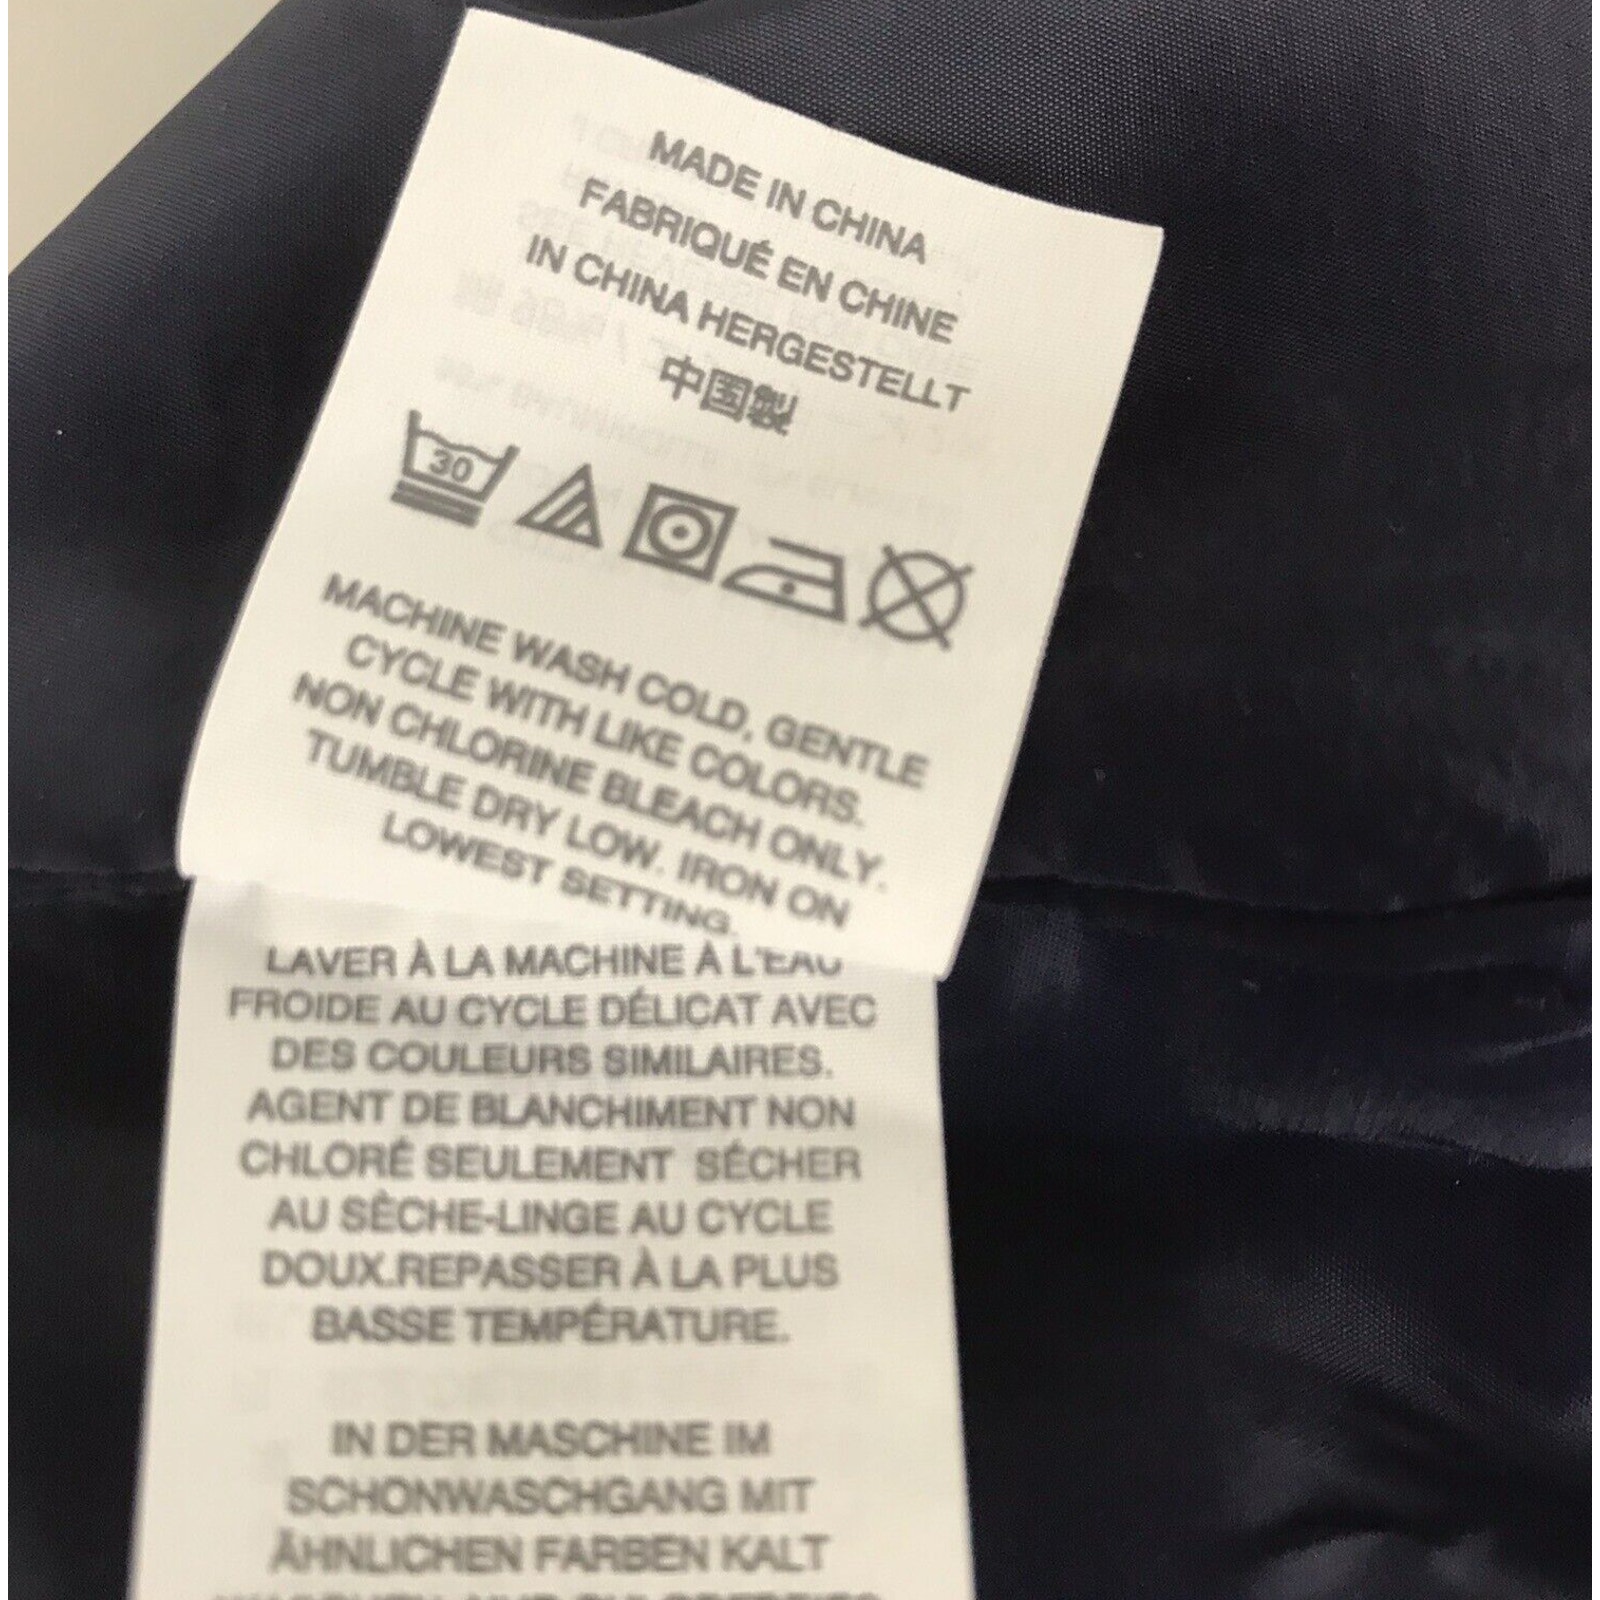 MADE IN CHINA
FABRIQUÉ EN CHINE
IN CHINA HERGESTELLT
中国製
30
MACHINE WASH COLD, GENTLE
CYCLE WITH LIKE COLORS.
NON CHLORINE BLEACH ONLY.
TUMBLE DRY LOW. IRON ON
LOWEST SETTING.
LAVER À LA MACHINE À L'EAU
FROIDE AU CYCLE DÉLICAT AVEC
DES COULEURS SIMILAIRES.
AGENT DE BLANCHIMENT NON
CHLORÉ SEULEMENT SÉCHER
AU SÈCHE-LINGE AU CYCLE
DOUX.REPASSER À LA PLUS
BASSE TEMPÉRATURE.
IN DER MASCHINE IM
SCHONWASCHGANG MIT
ÄHNLICHEN FARBEN KALT